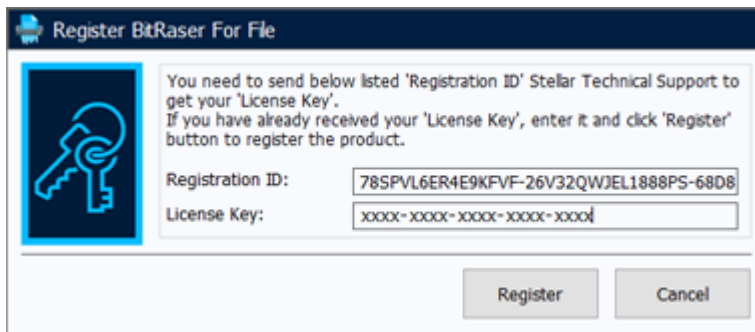 Register BitRaser For File
You need to send below listed 'Registration ID' Stellar Technical Support to
get your 'License Key'.
If you have already received your 'License Key', enter it and click 'Register'
button to register the product.
Registration ID: 78SPVL6ER4E9KFVF-26V32QWJEL1888PS-68D8
License Key: xxxx-xxxx-xxxx-xxxx-xxxx
Register Cancel